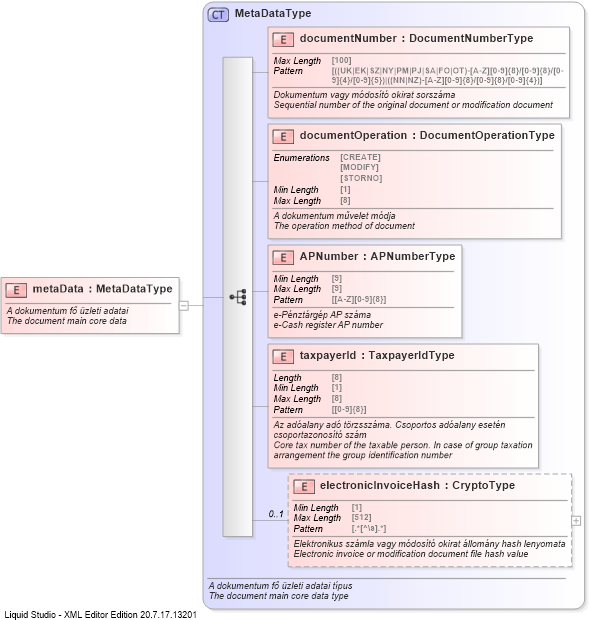 CT MetaDataType
E documentNumber : DocumentNumberType
Max Length [100]
Pattern [((UK|EK|SZ|NY|PM|PJ|SA|FO|OT)-[A-Z][0-9]{8}/[0-9]{8}/[0-
9]{4}/[0-9]{5})|((NN|NZ)-[A-Z][0-9]{8}/[0-9]{8}/[0-9]{4})]
Dokumentum vagy módosító okirat sorszáma
Sequential number of the original document or modification document
E documentOperation : DocumentOperationType
Enumerations [CREATE]
[MODIFY]
[STORNO]
Min Length [1]
Max Length [8]
A dokumentum művelet módja
The operation method of document
E APNumber : APNumberType
Min Length [9]
Max Length [9]
Pattern [[A-Z][0-9]{8}]
e-Pénztárgép AP száma
e-Cash register AP number
E metaData : MetaDataType
A dokumentum fő üzleti adatai
The document main core data
E taxpayerId : TaxpayerIdType
Length [8]
Min Length [1]
Max Length [8]
Pattern [[0-9]{8}]
Az adóalany adó törzsszáma. Csoportos adóalany esetén
csoportazonosító szám
Core tax number of the taxable person. In case of group taxation
arrangement the group identification number
0..1
E electronicInvoiceHash : CryptoType
Min Length [1]
Max Length [512]
Pattern [.*[^\s].*]
Elektronikus számla vagy módosító okirat állomány hash lenyomata
Electronic invoice or modification document file hash value
A dokumentum fő üzleti adatai típus
The document main core data type
Liquid Studio - XML Editor Edition 20.7.17.13201